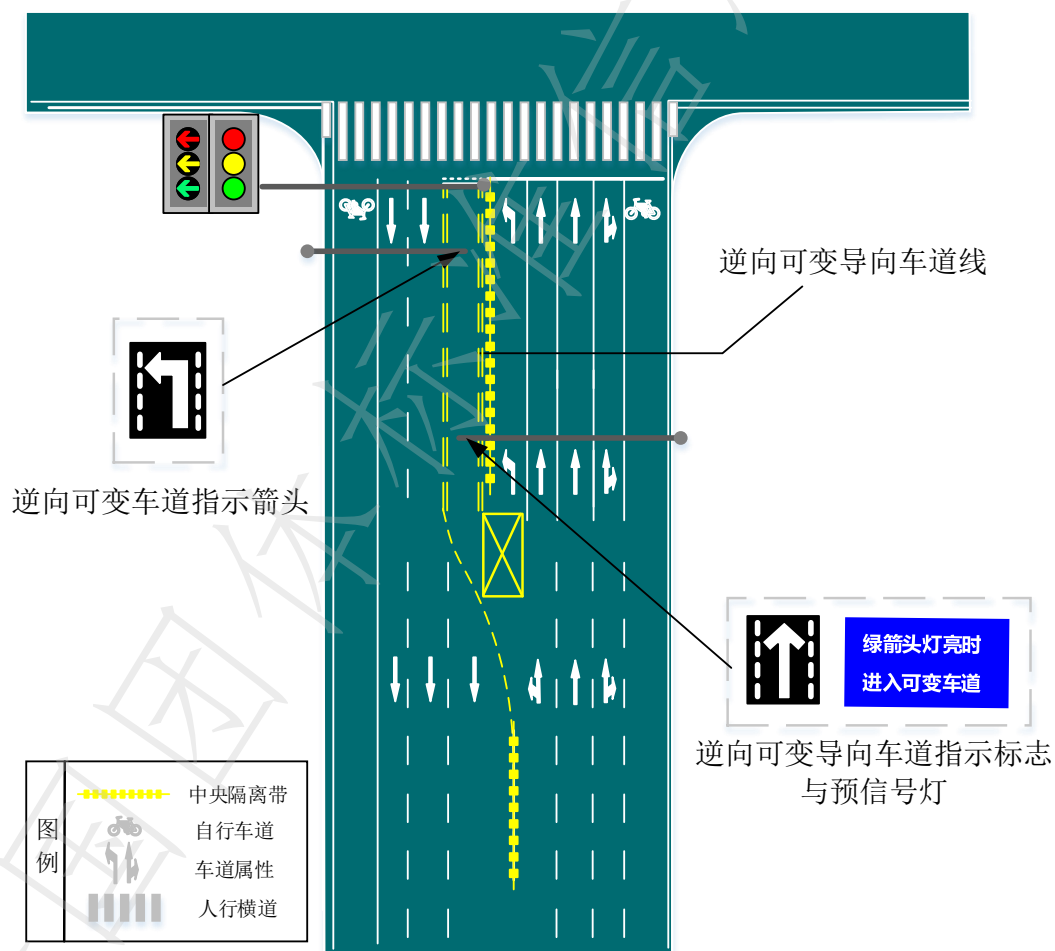 逆向可变导向车道线
逆向可变车道指示箭头
绿箭头灯亮时
进入可变车道
逆向可变导向车道指示标志
与预信号灯
图例
中央隔离带
自行车道
车道属性
人行横道